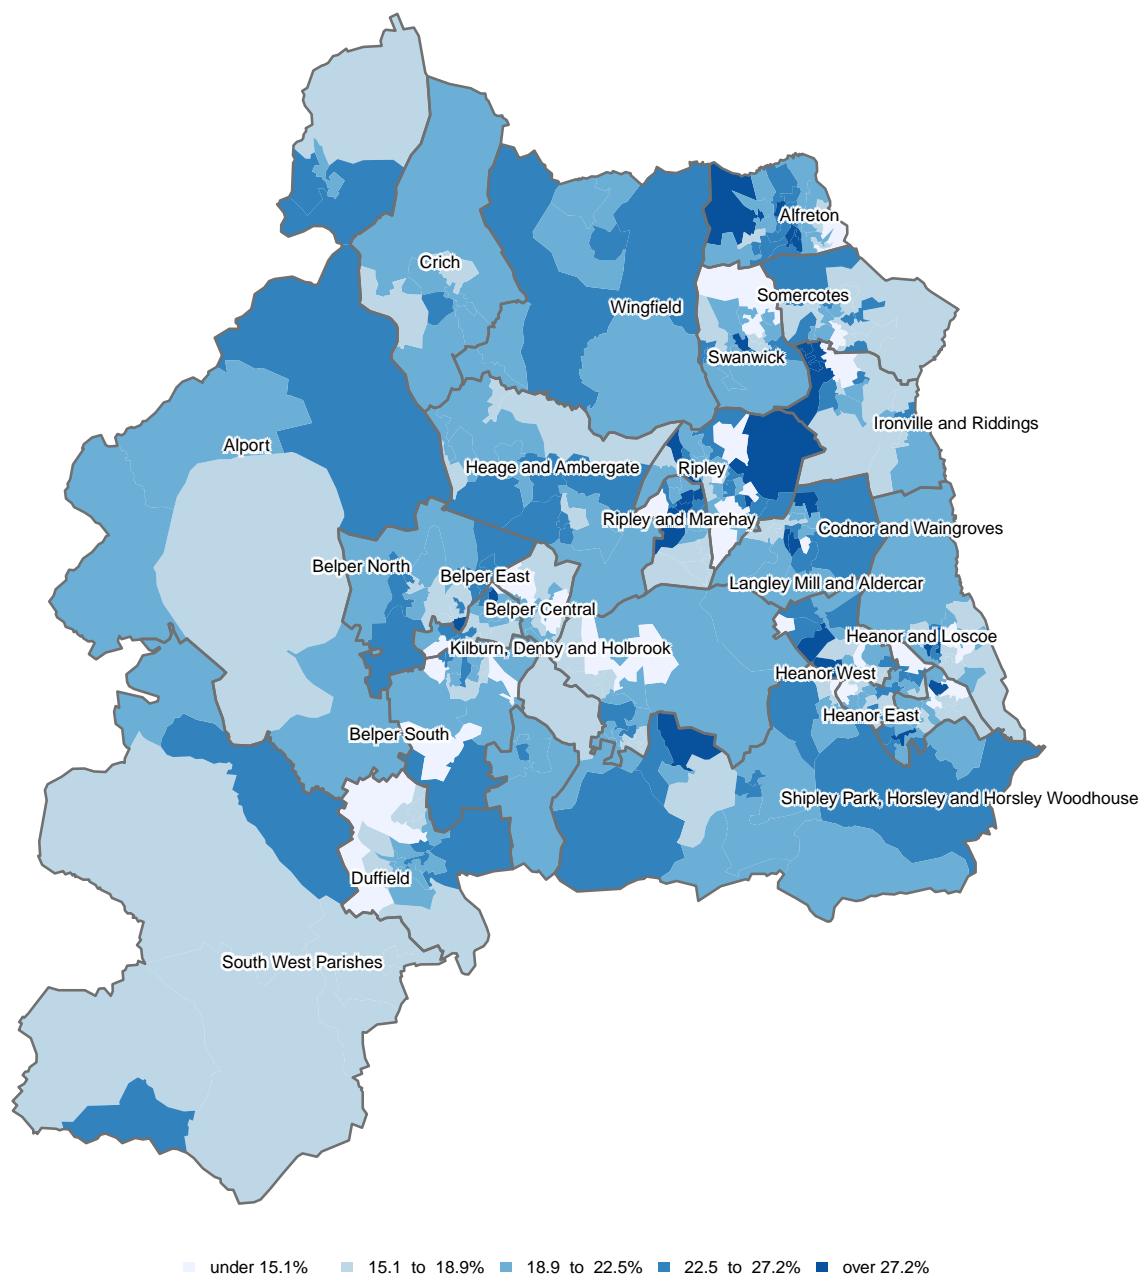 Alfreton
Crich
Somercotes
Wingfield
Swanwick
Ironville and Riddings
Alport
Heage and Ambergate
Ripley
Ripley and Marehay
Codnor and Waingroves
Belper North
Belper East
Langley Mill and Aldercar
Belper Central
Heanor and Loscoe
Kilburn, Denby and Holbrook
Heanor West
Heanor East
Belper South
Shipley Park, Horsley and Horsley Woodhouse
Duffield
South West Parishes
under 15.1% 15.1 to 18.9% 18.9 to 22.5% 22.5 to 27.2% over 27.2%